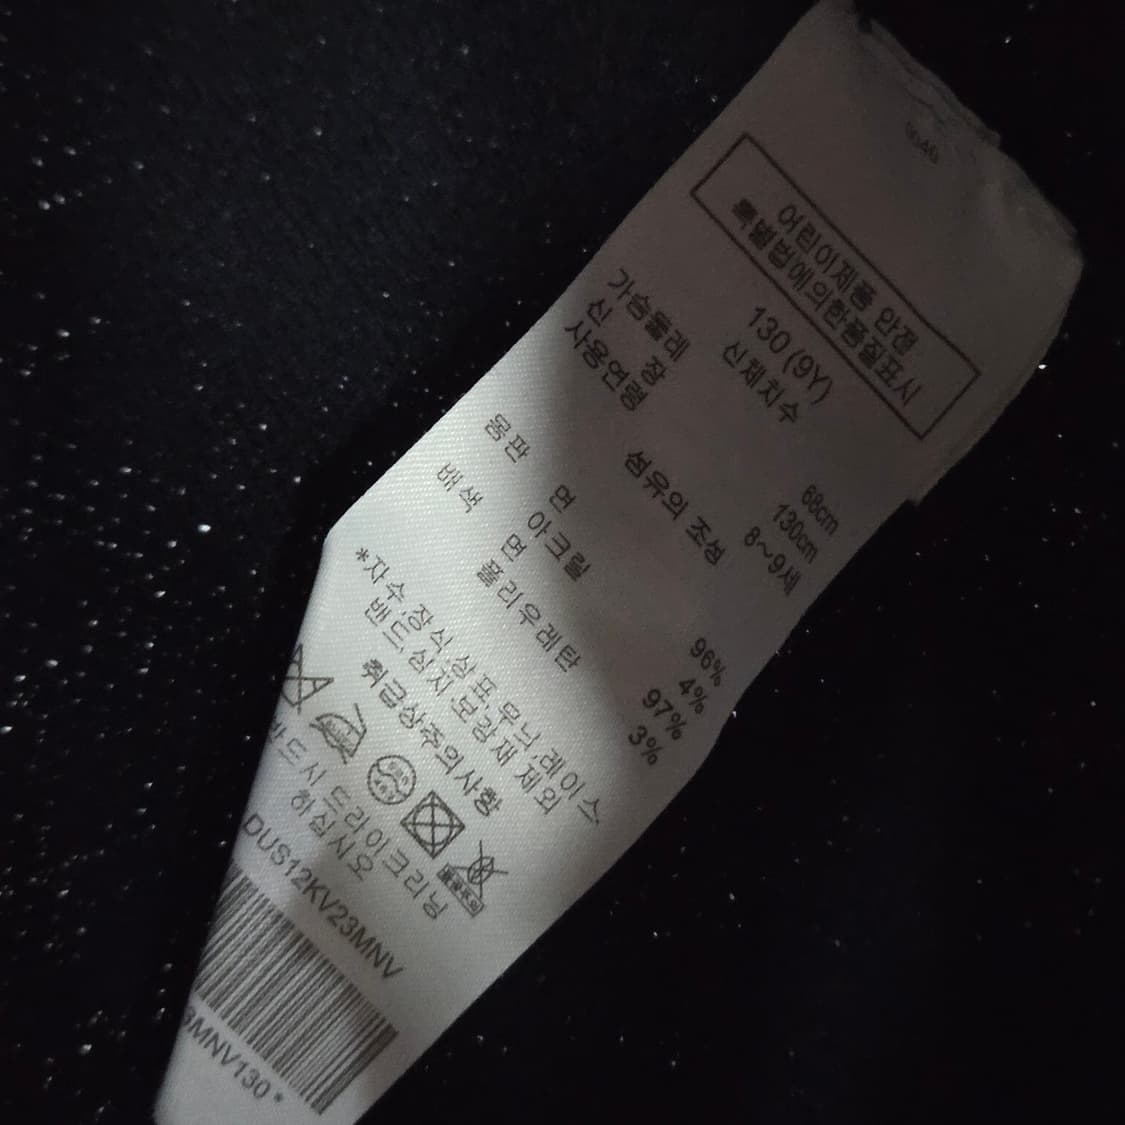 어린이제품 안전
특별법에의한품질표시
130 (9Y)
신체치수
가슴둘레 68cm
신 장 130cm
사용연령 8~9세
섬유의 조성
몸판 면 96%
아크릴 4%
배색 면 97%
폴리우레탄 3%
*자수,장식,상표,무늬,레이스
밴드,심지,보강재 제외
취급상주의사항
반드시 드라이크리닝
하십시오
DUS12KV23MNV
3MNV130 *